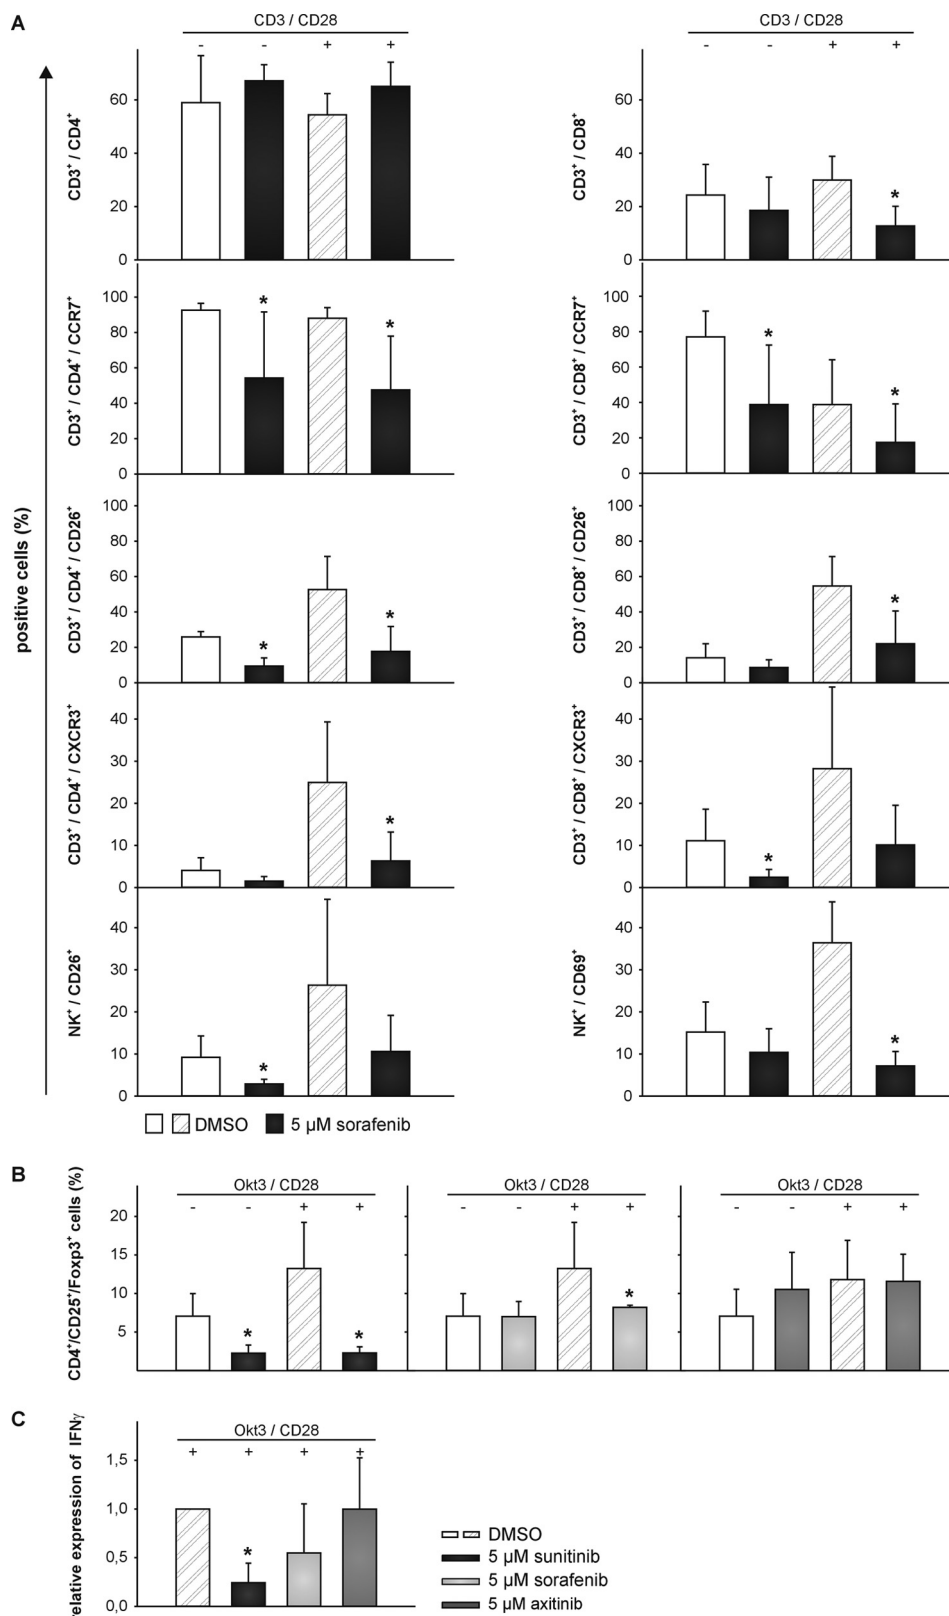 A
CD3 / CD28
- - + +
CD3 / CD28
- - + +
positive cells (%)
CD3⁺ / CD4⁺
60
40
20
0
CD3⁺ / CD8⁺
60
40
20
0
*
CD3⁺ / CD4⁺ / CCR7⁺
100
80
60
40
20
0
* *
CD3⁺ / CD8⁺ / CCR7⁺
100
80
60
40
20
0
* *
CD3⁺ / CD4⁺ / CD26⁺
100
80
60
40
20
0
* *
CD3⁺ / CD8⁺ / CD26⁺
100
80
60
40
20
0
*
CD3⁺ / CD4⁺ / CXCR3⁺
40
30
20
10
0
*
CD3⁺ / CD8⁺ / CXCR3⁺
40
30
20
10
0
*
NK⁺ / CD26⁺
40
30
20
10
0
*
NK⁺ / CD69⁺
40
30
20
10
0
*
DMSO 5 µM sorafenib
B
CD4⁺/CD25⁺/Foxp3⁺ cells (%)
Okt3 / CD28 Okt3 / CD28 Okt3 / CD28
- - + + - - + + - - + +
20
15
10
5
* * *
C
relative expression of IFNγ
Okt3 / CD28
+ + + +
1,5
1,0
0,5
0,0
*
DMSO
5 µM sunitinib
5 µM sorafenib
5 µM axitinib